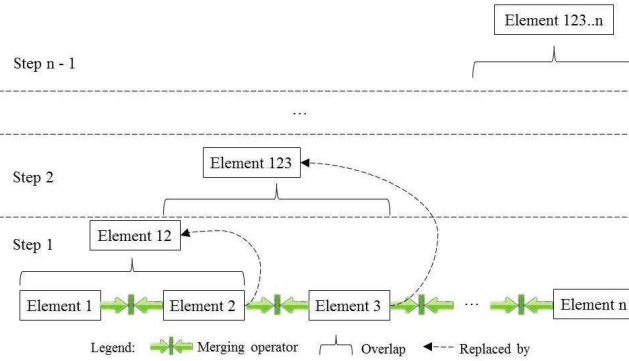 Element 123..n
Step n - 1
...
Element 123
Step 2
Element 12
Step 1
Element 1 Element 2 Element 3 ... Element n
Legend: Merging operator Overlap Replaced by